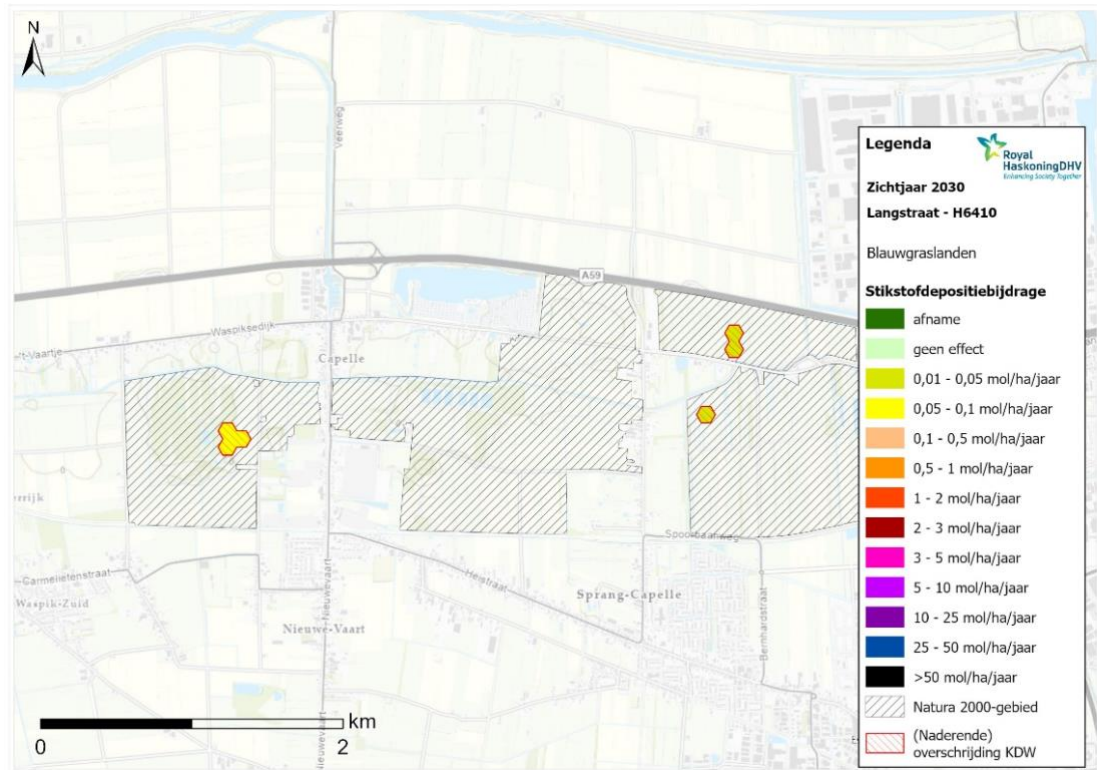 N
Veerweg
A59
Waspiksedijk
't-Vaartje
Capelle
Spoorbaanweg
Carmelietenstraat
Waspik-Zuid
Heistraat
Sprang-Capelle
Nieuwe-Vaart
Nieuwevaart
Nieuwevaart
Bernhardstraat
km
0
2
Legenda
Royal
HaskoningDHV
Enhancing Society Together
Zichtjaar 2030
Langstraat - H6410
Blauwgraslanden
Stikstofdepositiebijdrage
afname
geen effect
0,01 - 0,05 mol/ha/jaar
0,05 - 0,1 mol/ha/jaar
0,1 - 0,5 mol/ha/jaar
0,5 - 1 mol/ha/jaar
1 - 2 mol/ha/jaar
2 - 3 mol/ha/jaar
3 - 5 mol/ha/jaar
5 - 10 mol/ha/jaar
10 - 25 mol/ha/jaar
25 - 50 mol/ha/jaar
>50 mol/ha/jaar
Natura 2000-gebied
(Naderende)
overschrijding KDW